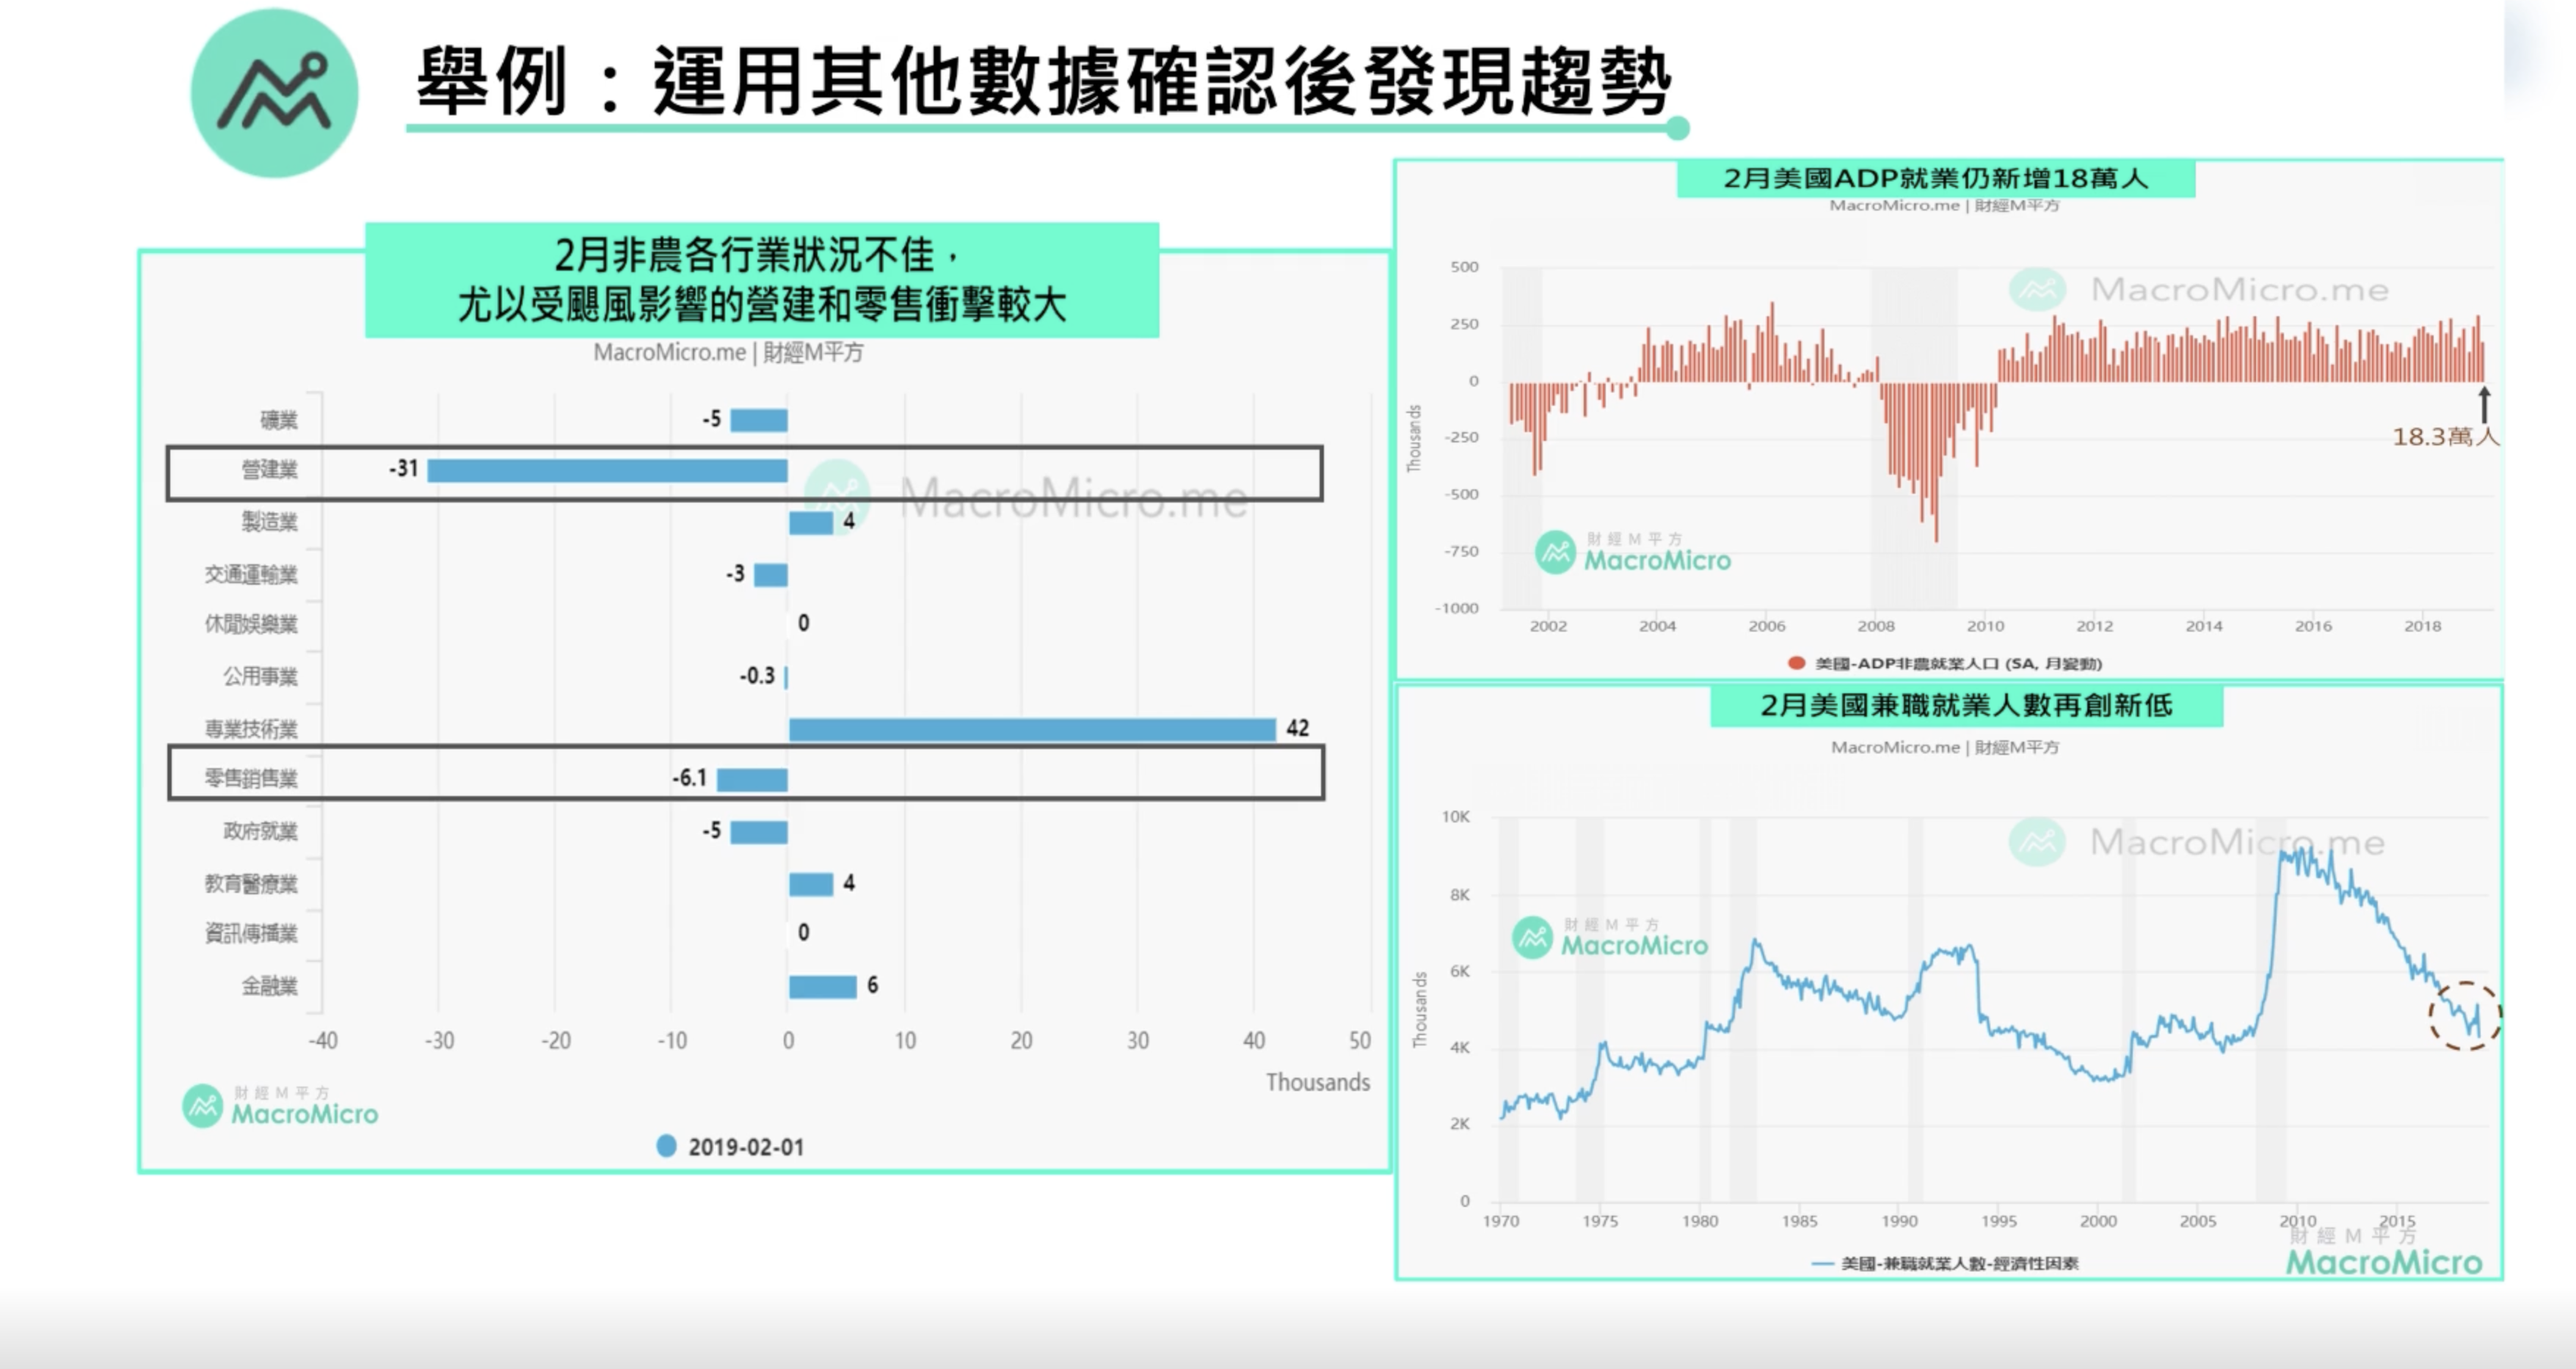 舉例：運用其他數據確認後發現趨勢
2月非農各行業狀況不佳，
尤以受颶風影響的營建和零售衝擊較大
MacroMicro.me | 財經M平方
MacroMicro.me
礦業
-5
營建業
-31
製造業
4
交通運輸業
-3
休閒娛樂業
0
公用事業
-0.3
專業技術業
42
零售銷售業
-6.1
政府就業
-5
教育醫療業
4
資訊傳播業
0
金融業
6
-40 -30 -20 -10 0 10 20 30 40 50
Thousands
財經M平方
MacroMicro
2019-02-01
2月美國ADP就業仍新增18萬人
MacroMicro.me | 財經M平方
MacroMicro.me
500
250
0
-250
-500
-750
-1000
Thousands
18.3萬人
財經M平方
MacroMicro
2002 2004 2006 2008 2010 2012 2014 2016 2018
美國-ADP非農就業人口 (SA, 月變動)
2月美國兼職就業人數再創新低
MacroMicro.me | 財經M平方
MacroMicro.me
10K
8K
6K
4K
2K
0
Thousands
財經M平方
MacroMicro
1970 1975 1980 1985 1990 1995 2000 2005 2010 2015
美國-兼職就業人數-經濟性因素
財經M平方
MacroMicro